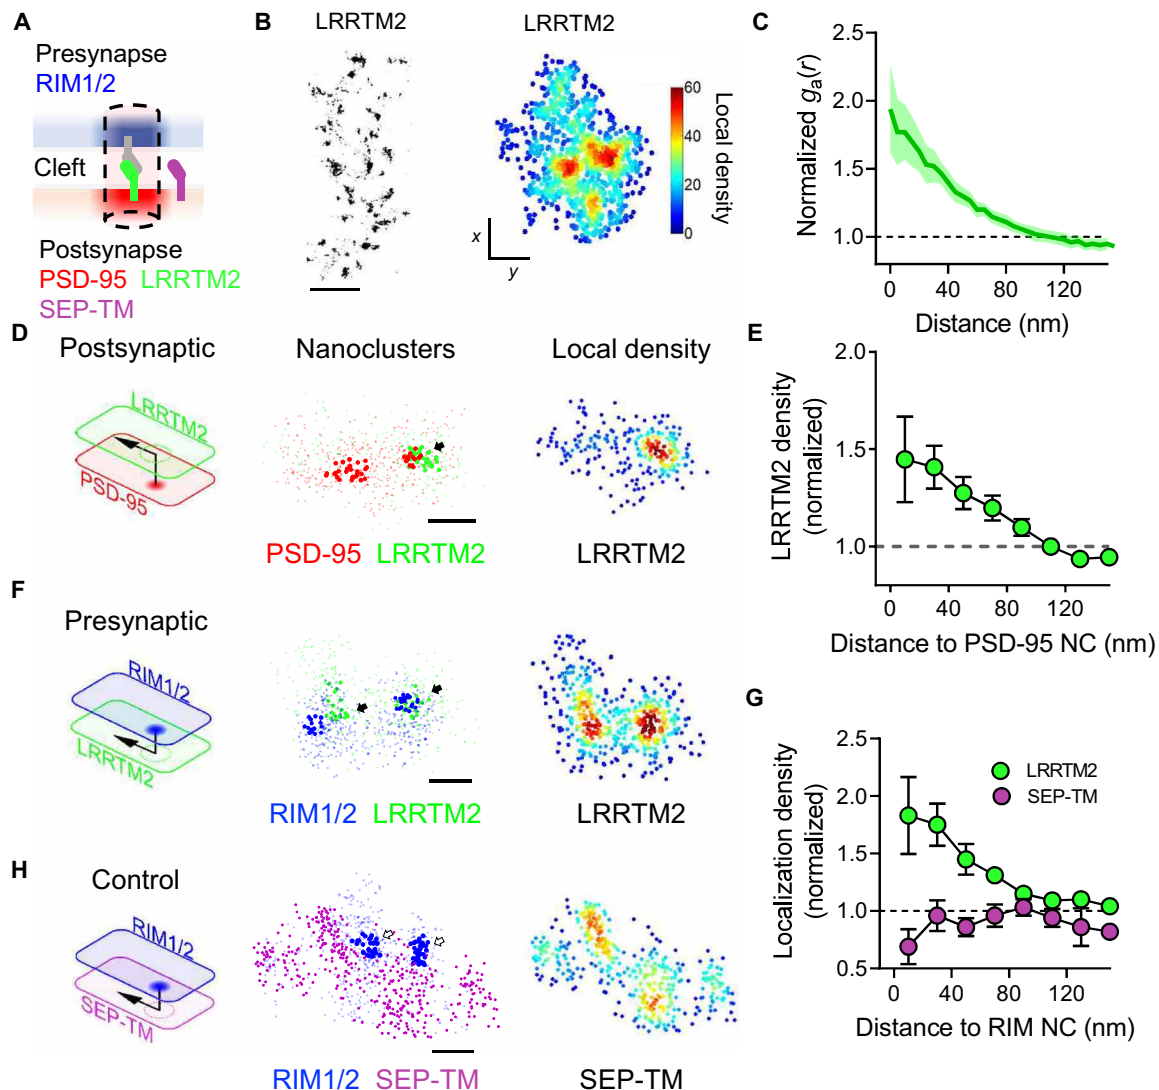 A
Presynapse
RIM1/2
Cleft
Postsynapse
PSD-95 LRRTM2
SEP-TM
B
LRRTM2
LRRTM2
60
40
20
0
Local density
x
y
C
2.5
2.0
1.5
1.0
Normalized ga(r)
0 40 80 120
Distance (nm)
D
Postsynaptic
Nanoclusters
Local density
LRRTM2
PSD-95
PSD-95 LRRTM2
LRRTM2
E
2.0
1.5
1.0
LRRTM2 density
(normalized)
0 40 80 120
Distance to PSD-95 NC (nm)
F
Presynaptic
RIM1/2
LRRTM2
RIM1/2 LRRTM2
LRRTM2
G
2.5
2.0
1.5
1.0
0.5
Localization density
(normalized)
LRRTM2
SEP-TM
0 40 80 120
Distance to RIM NC (nm)
H
Control
RIM1/2
SEP-TM
RIM1/2 SEP-TM
SEP-TM